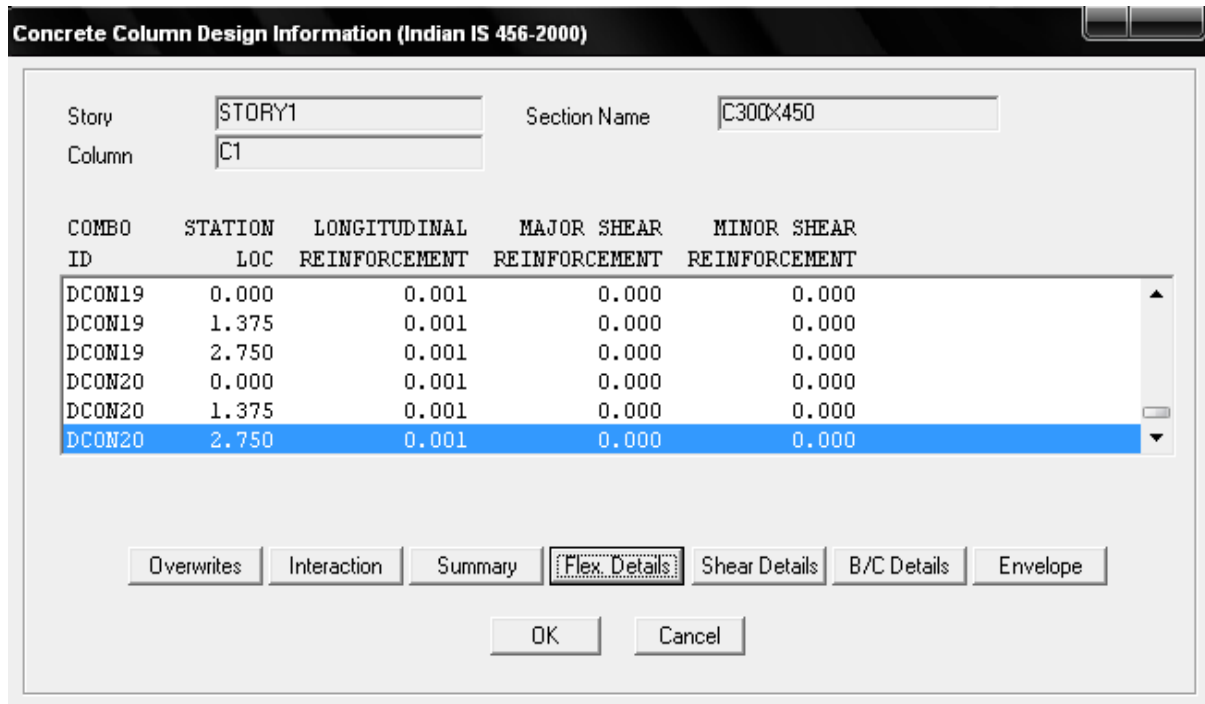 Concrete Column Design Information (Indian IS 456-2000)
Story STORY1 Section Name C300X450
Column C1
COMBO STATION LONGITUDINAL MAJOR SHEAR MINOR SHEAR
ID LOC REINFORCEMENT REINFORCEMENT REINFORCEMENT
DCON19 0.000 0.001 0.000 0.000
DCON19 1.375 0.001 0.000 0.000
DCON19 2.750 0.001 0.000 0.000
DCON20 0.000 0.001 0.000 0.000
DCON20 1.375 0.001 0.000 0.000
DCON20 2.750 0.001 0.000 0.000
Overwrites Interaction Summary Flex. Details Shear Details B/C Details Envelope
OK Cancel